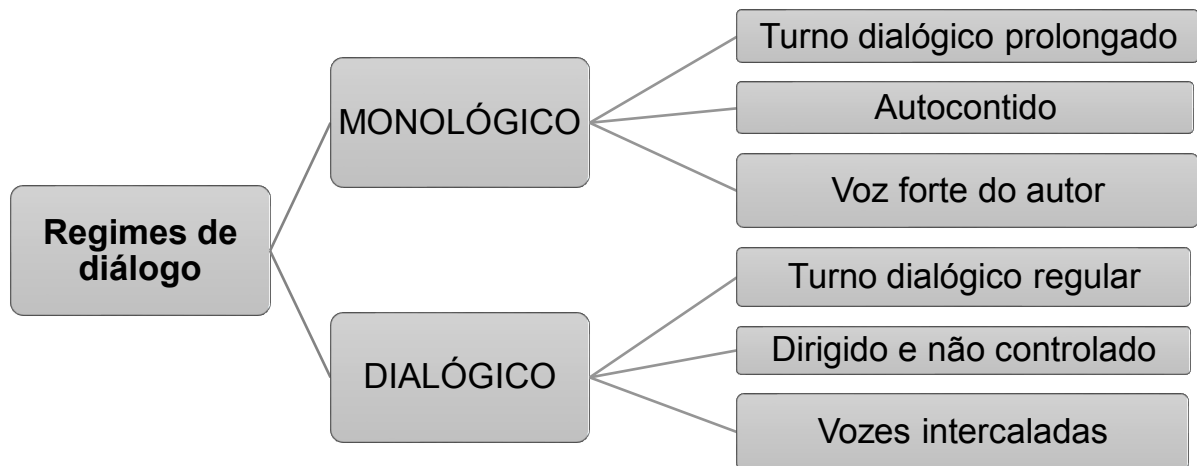 Regimes de
diálogo
MONOLÓGICO
Turno dialógico prolongado
Autocontido
Voz forte do autor
DIALÓGICO
Turno dialógico regular
Dirigido e não controlado
Vozes intercaladas